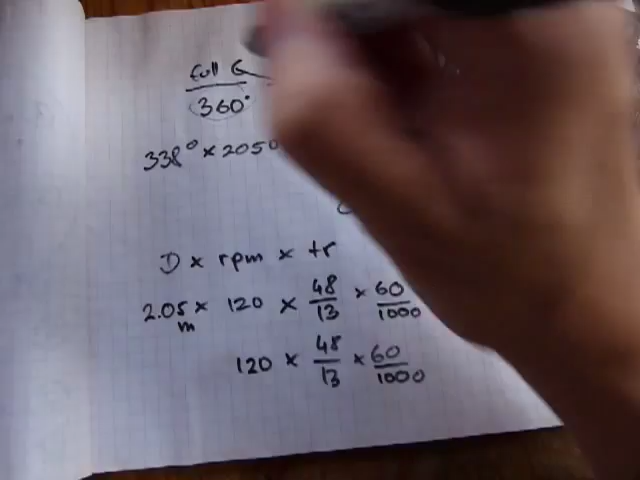 full
360°
338° × 2050
D × rpm × tr
2.05 m × 120 × 48/13 × 60/1000
120 × 48/13 × 60/1000